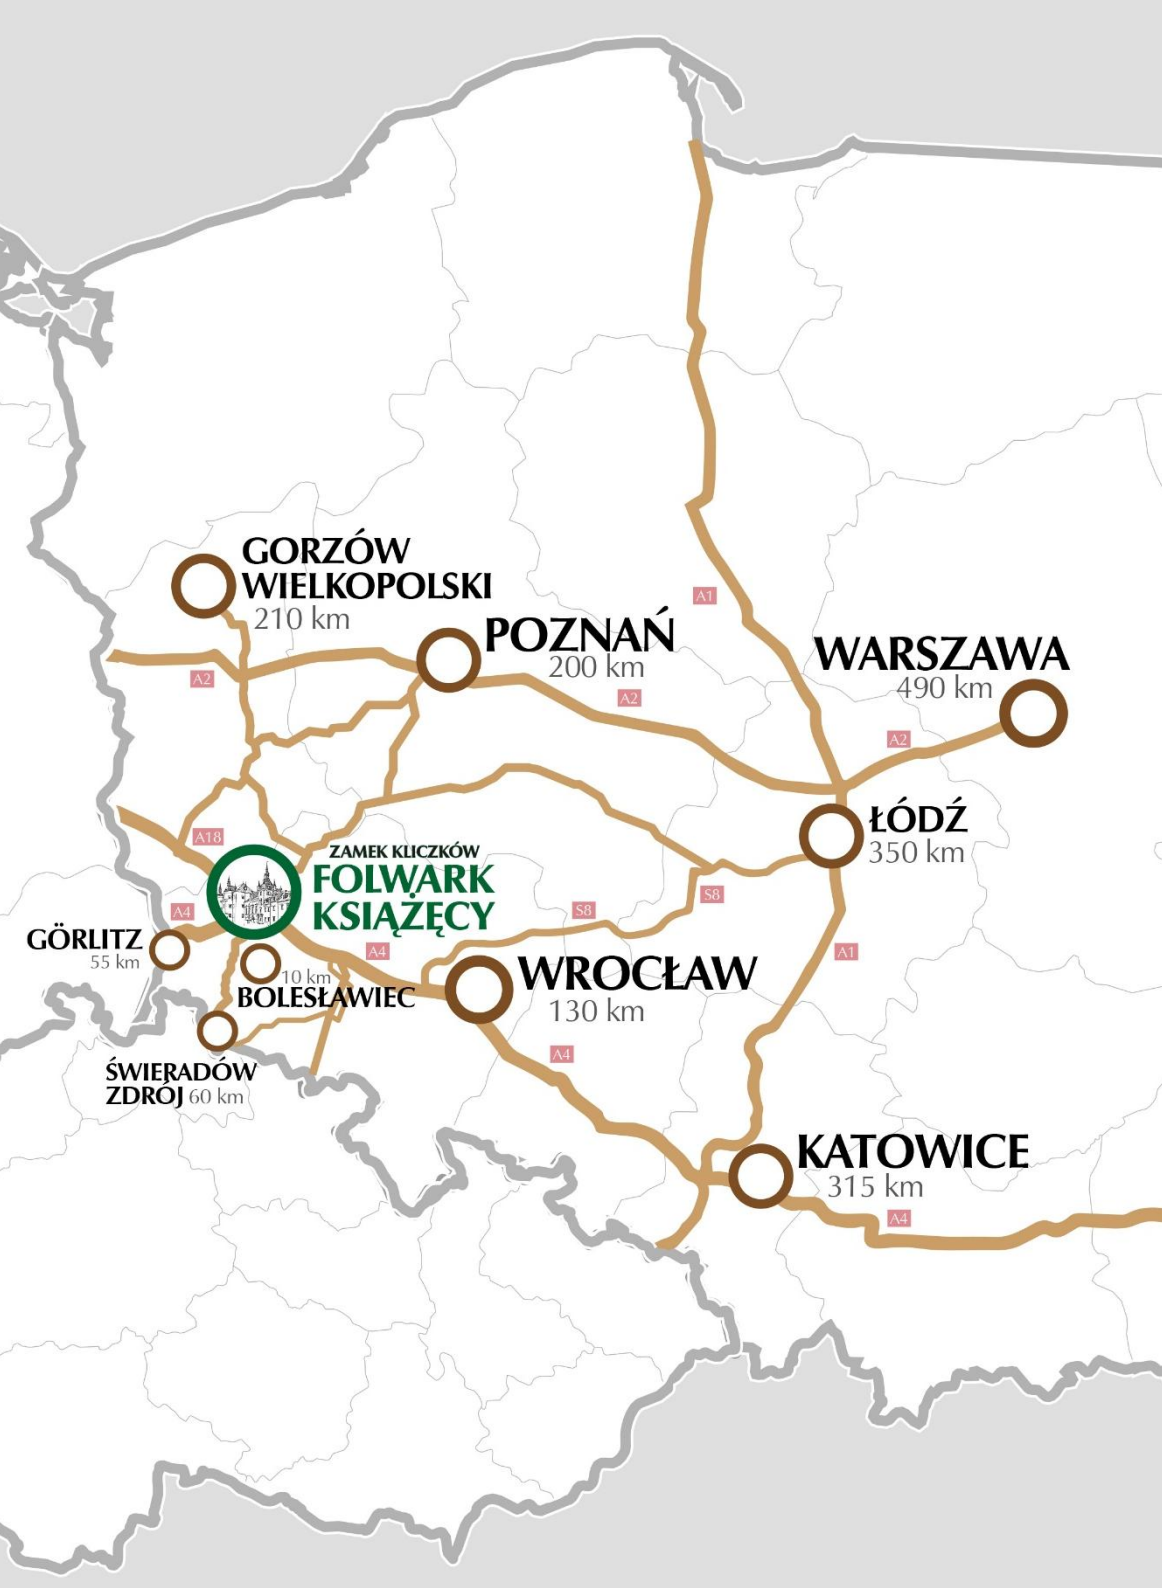 GORZÓW
WIELKOPOLSKI
210 km
POZNAŃ
200 km
A1
WARSZAWA
490 km
A2
A2
A2
ŁÓDŹ
350 km
A18
ZAMEK KLICZKÓW
FOLWARK
KSIĄŻĘCY
S8
S8
A4
GÖRLITZ
55 km
A4
A1
10 km
BOLESŁAWIEC
WROCŁAW
130 km
A4
ŚWIERADÓW
ZDRÓJ 60 km
KATOWICE
315 km
A4